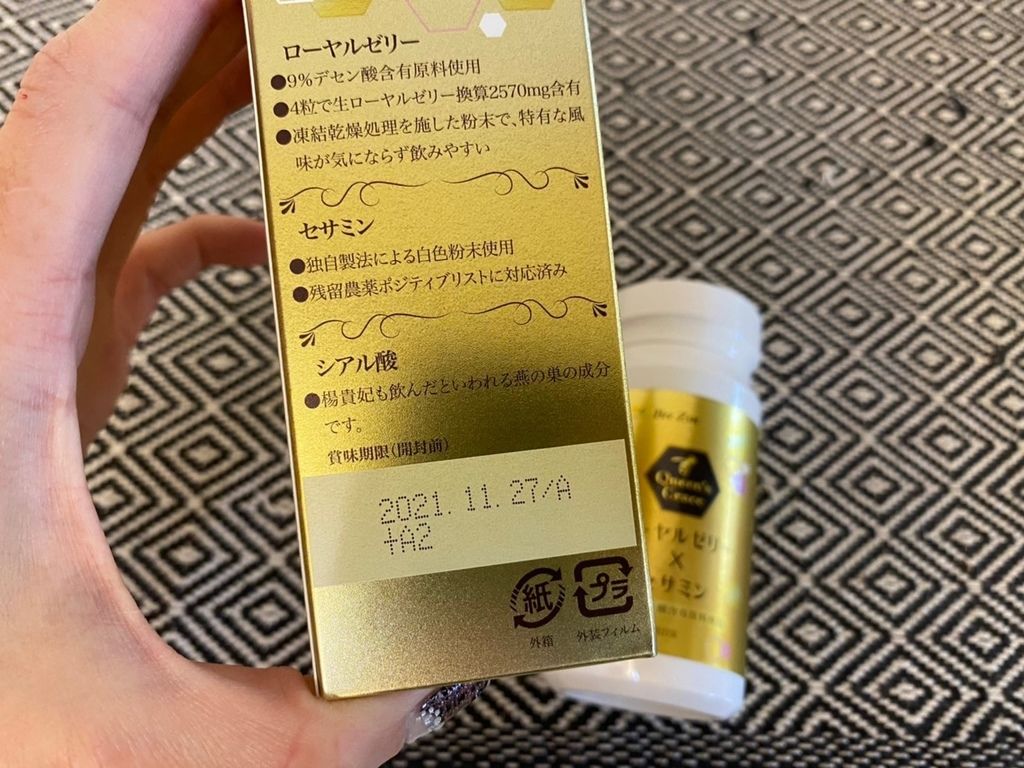 ローヤルゼリー
●9%デセン酸含有原料使用
●4粒で生ローヤルゼリー換算2570mg含有
●凍結乾燥処理を施した粉末で、特有な風
味が気にならず飲みやすい
セサミン
●独自製法による白色粉末使用
●残留農薬ポジティブリストに対応済み
シアル酸
●楊貴妃も飲んだといわれる燕の巣の成分
です。
賞味期限(開封前)
2021.11.27/A
+A2
紙
外箱
プラ
外装フィルム
Queen's
Grace
ヤルゼリー
×
サミン